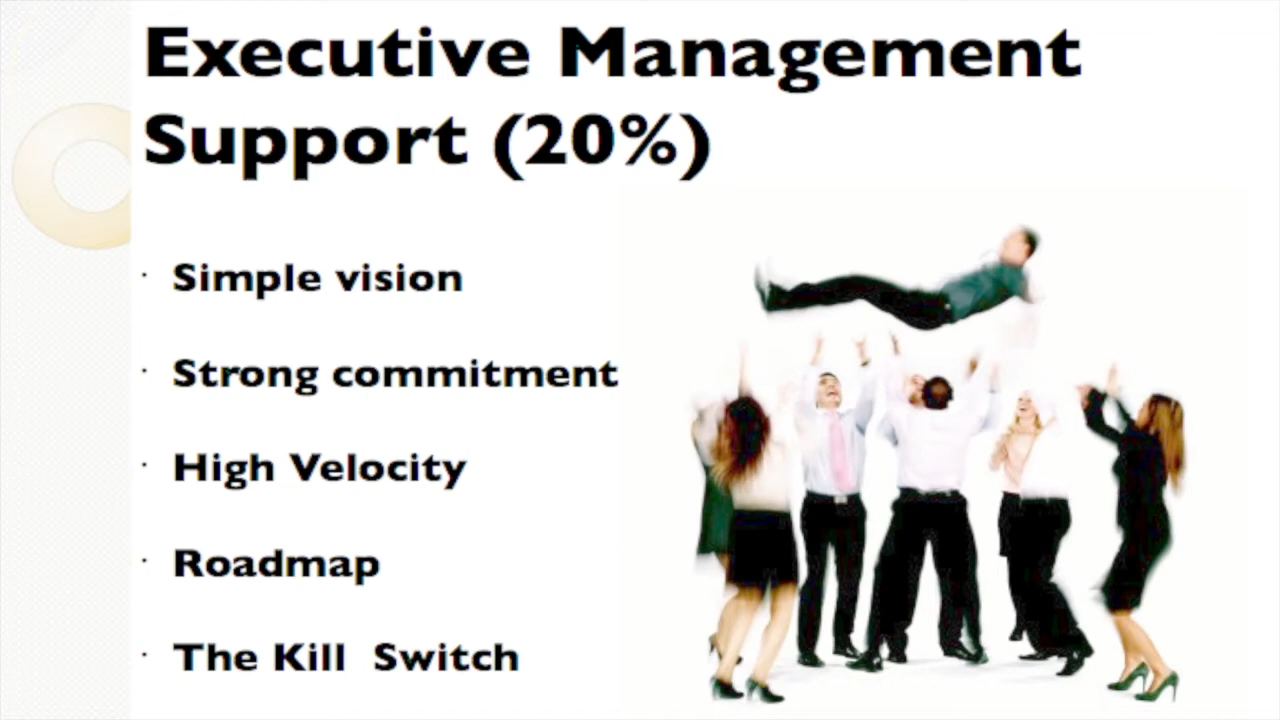 Executive Management
Support (20%)
· Simple vision
· Strong commitment
· High Velocity
· Roadmap
· The Kill  Switch